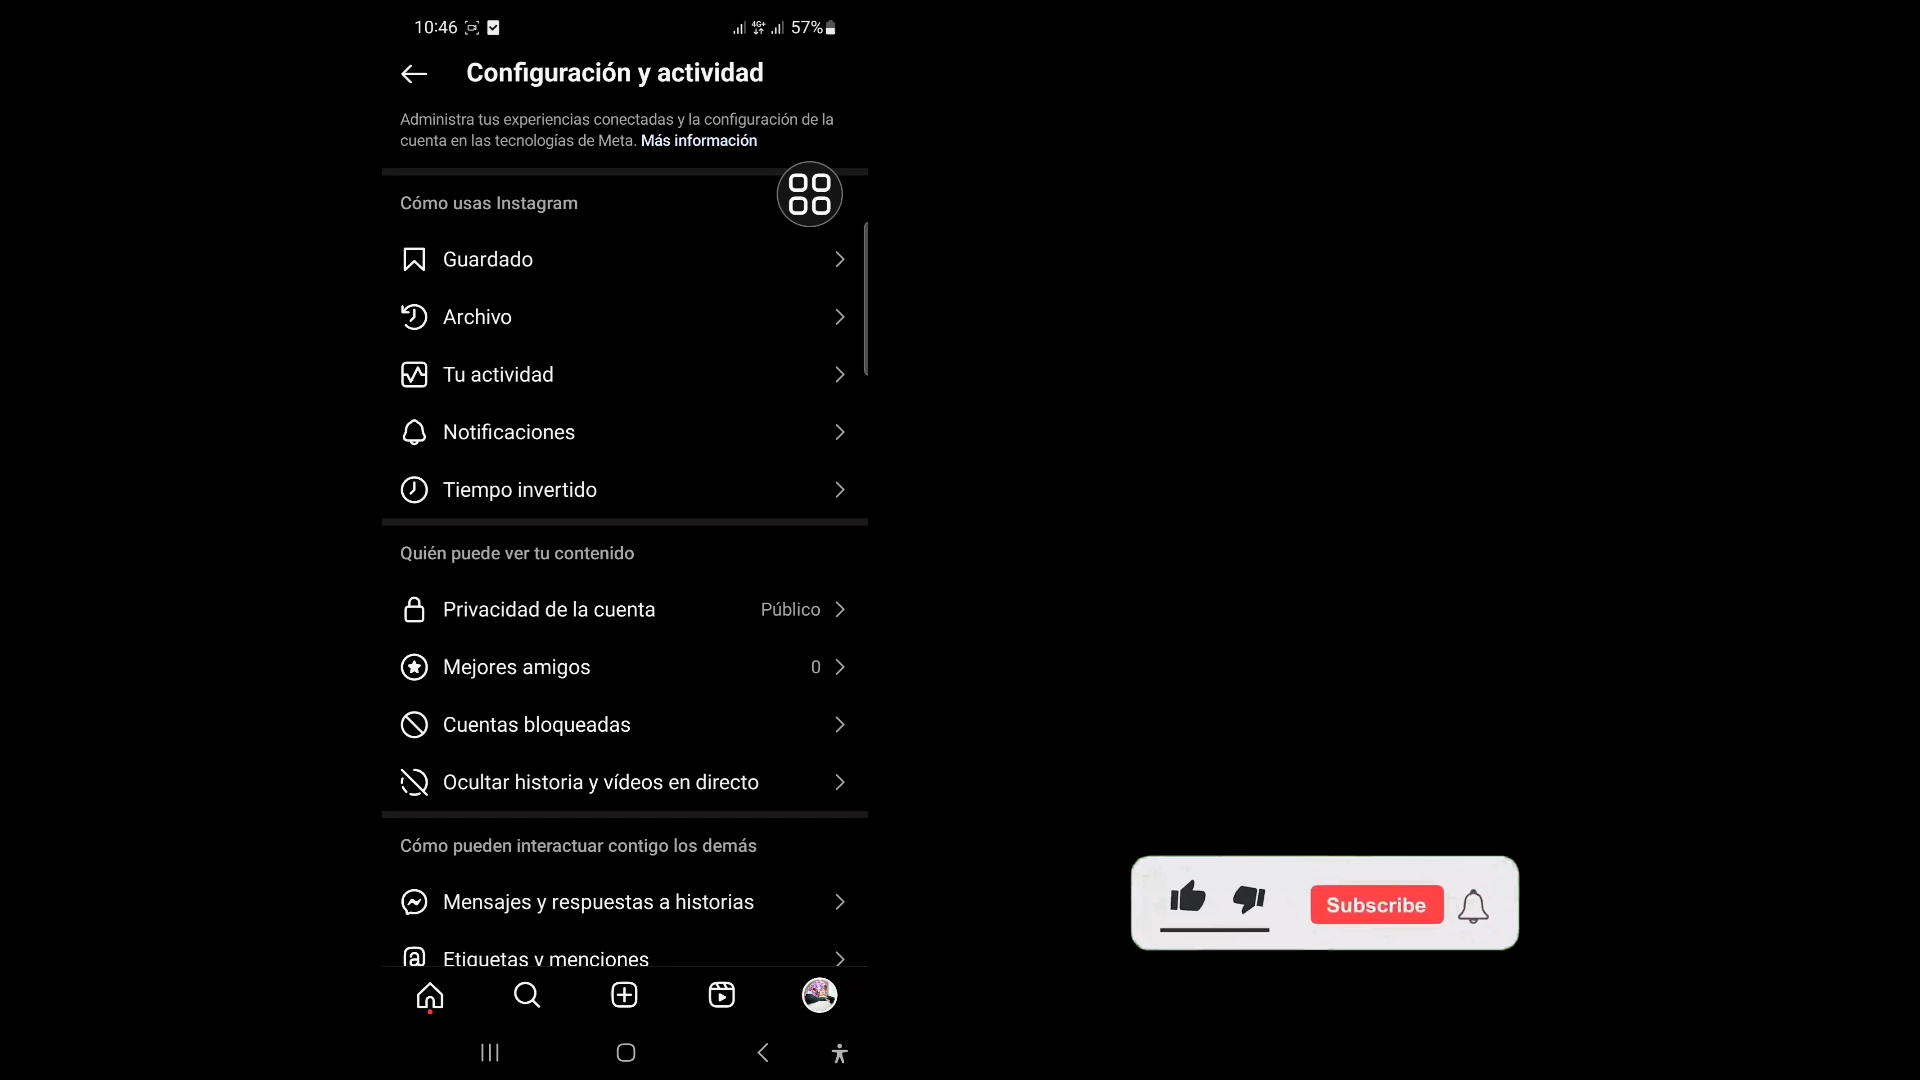 10:46 4G+ 57%
Configuración y actividad
Administra tus experiencias conectadas y la configuración de la
cuenta en las tecnologías de Meta. Más información
Cómo usas Instagram
Guardado
Archivo
Tu actividad
Notificaciones
Tiempo invertido
Quién puede ver tu contenido
Privacidad de la cuenta Público
Mejores amigos 0
Cuentas bloqueadas
Ocultar historia y vídeos en directo
Cómo pueden interactuar contigo los demás
Mensajes y respuestas a historias
Etiquetas y menciones
Subscribe